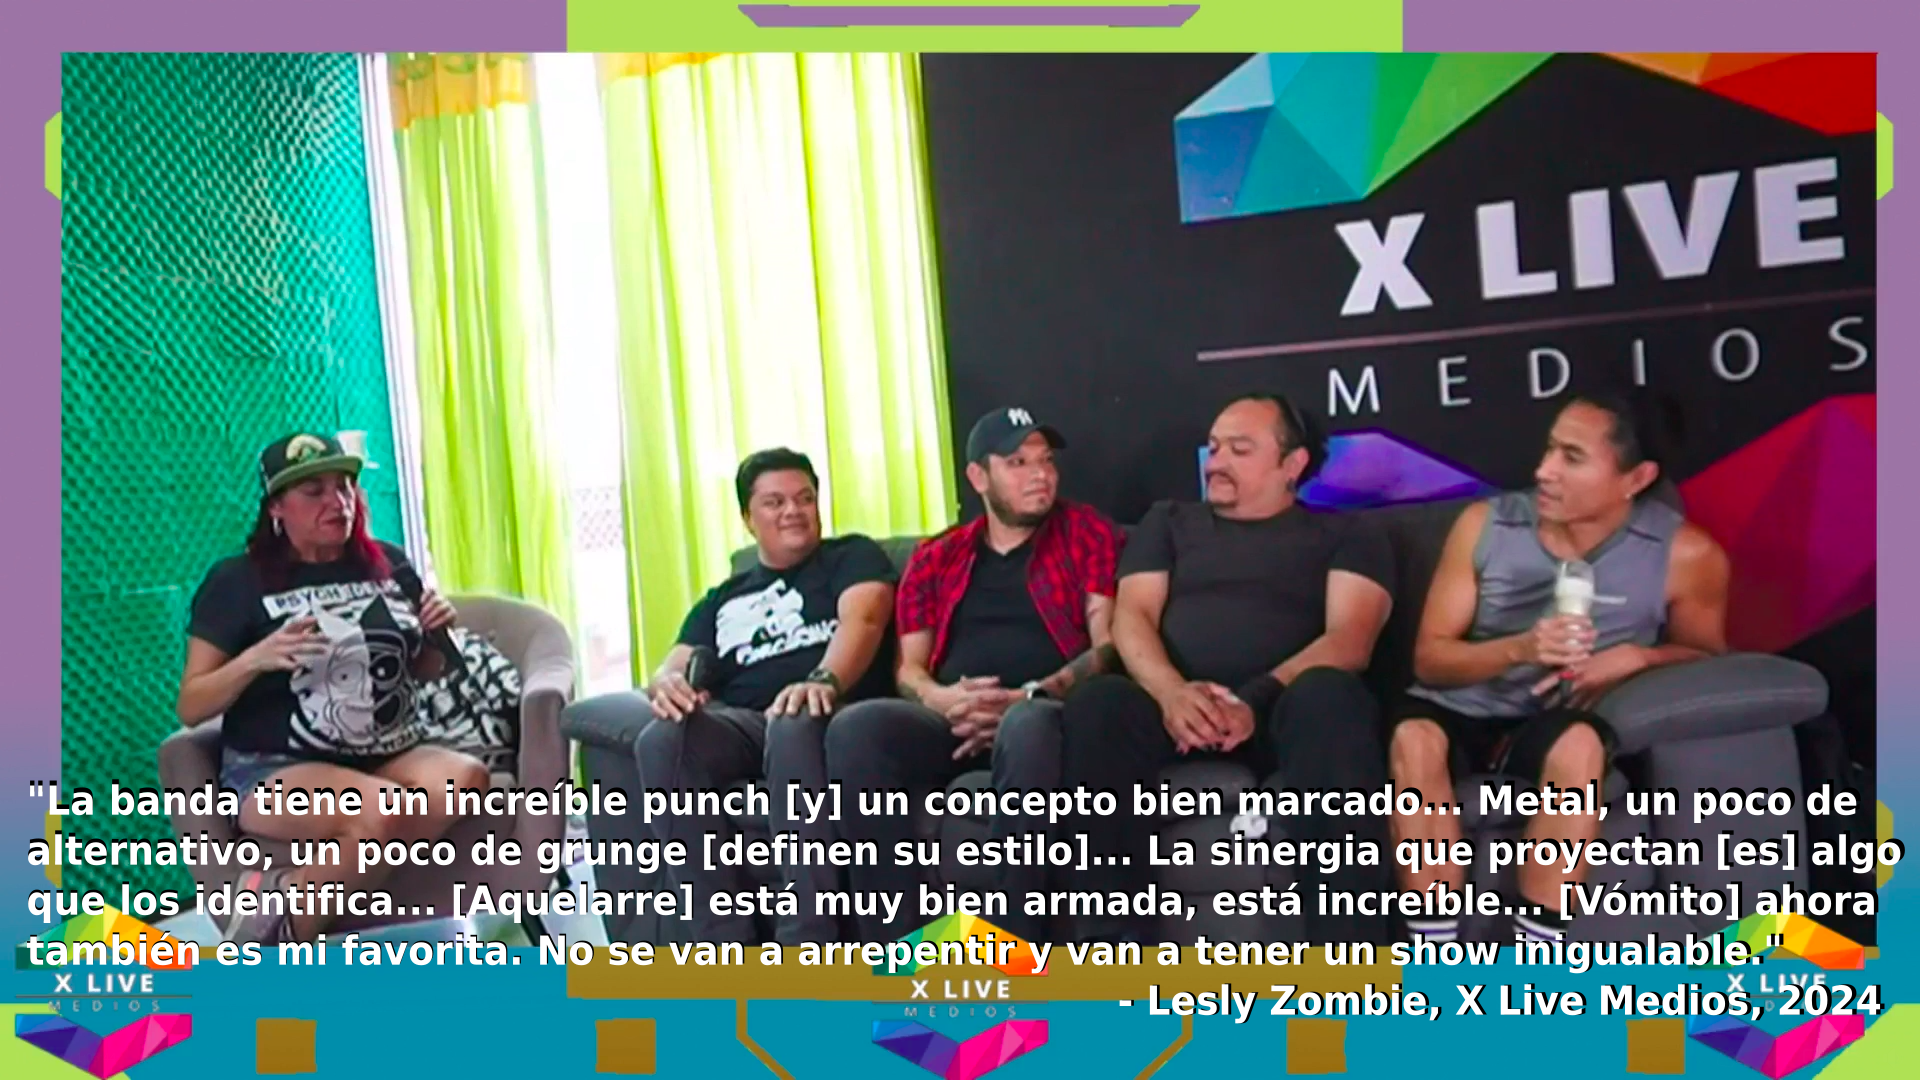 X LIVE
MEDIOS
PSYCH
"La banda tiene un increíble punch [y] un concepto bien marcado... Metal, un poco de
alternativo, un poco de grunge [definen su estilo]... La sinergia que proyectan [es] algo
que los identifica... [Aquelarre] está muy bien armada, está increíble... [Vómito] ahora
también es mi favorita. No se van a arrepentir y van a tener un show inigualable."
- Lesly Zombie, X Live Medios, 2024
X LIVE
MEDIOS
X LIVE
MEDIOS
X LIVE